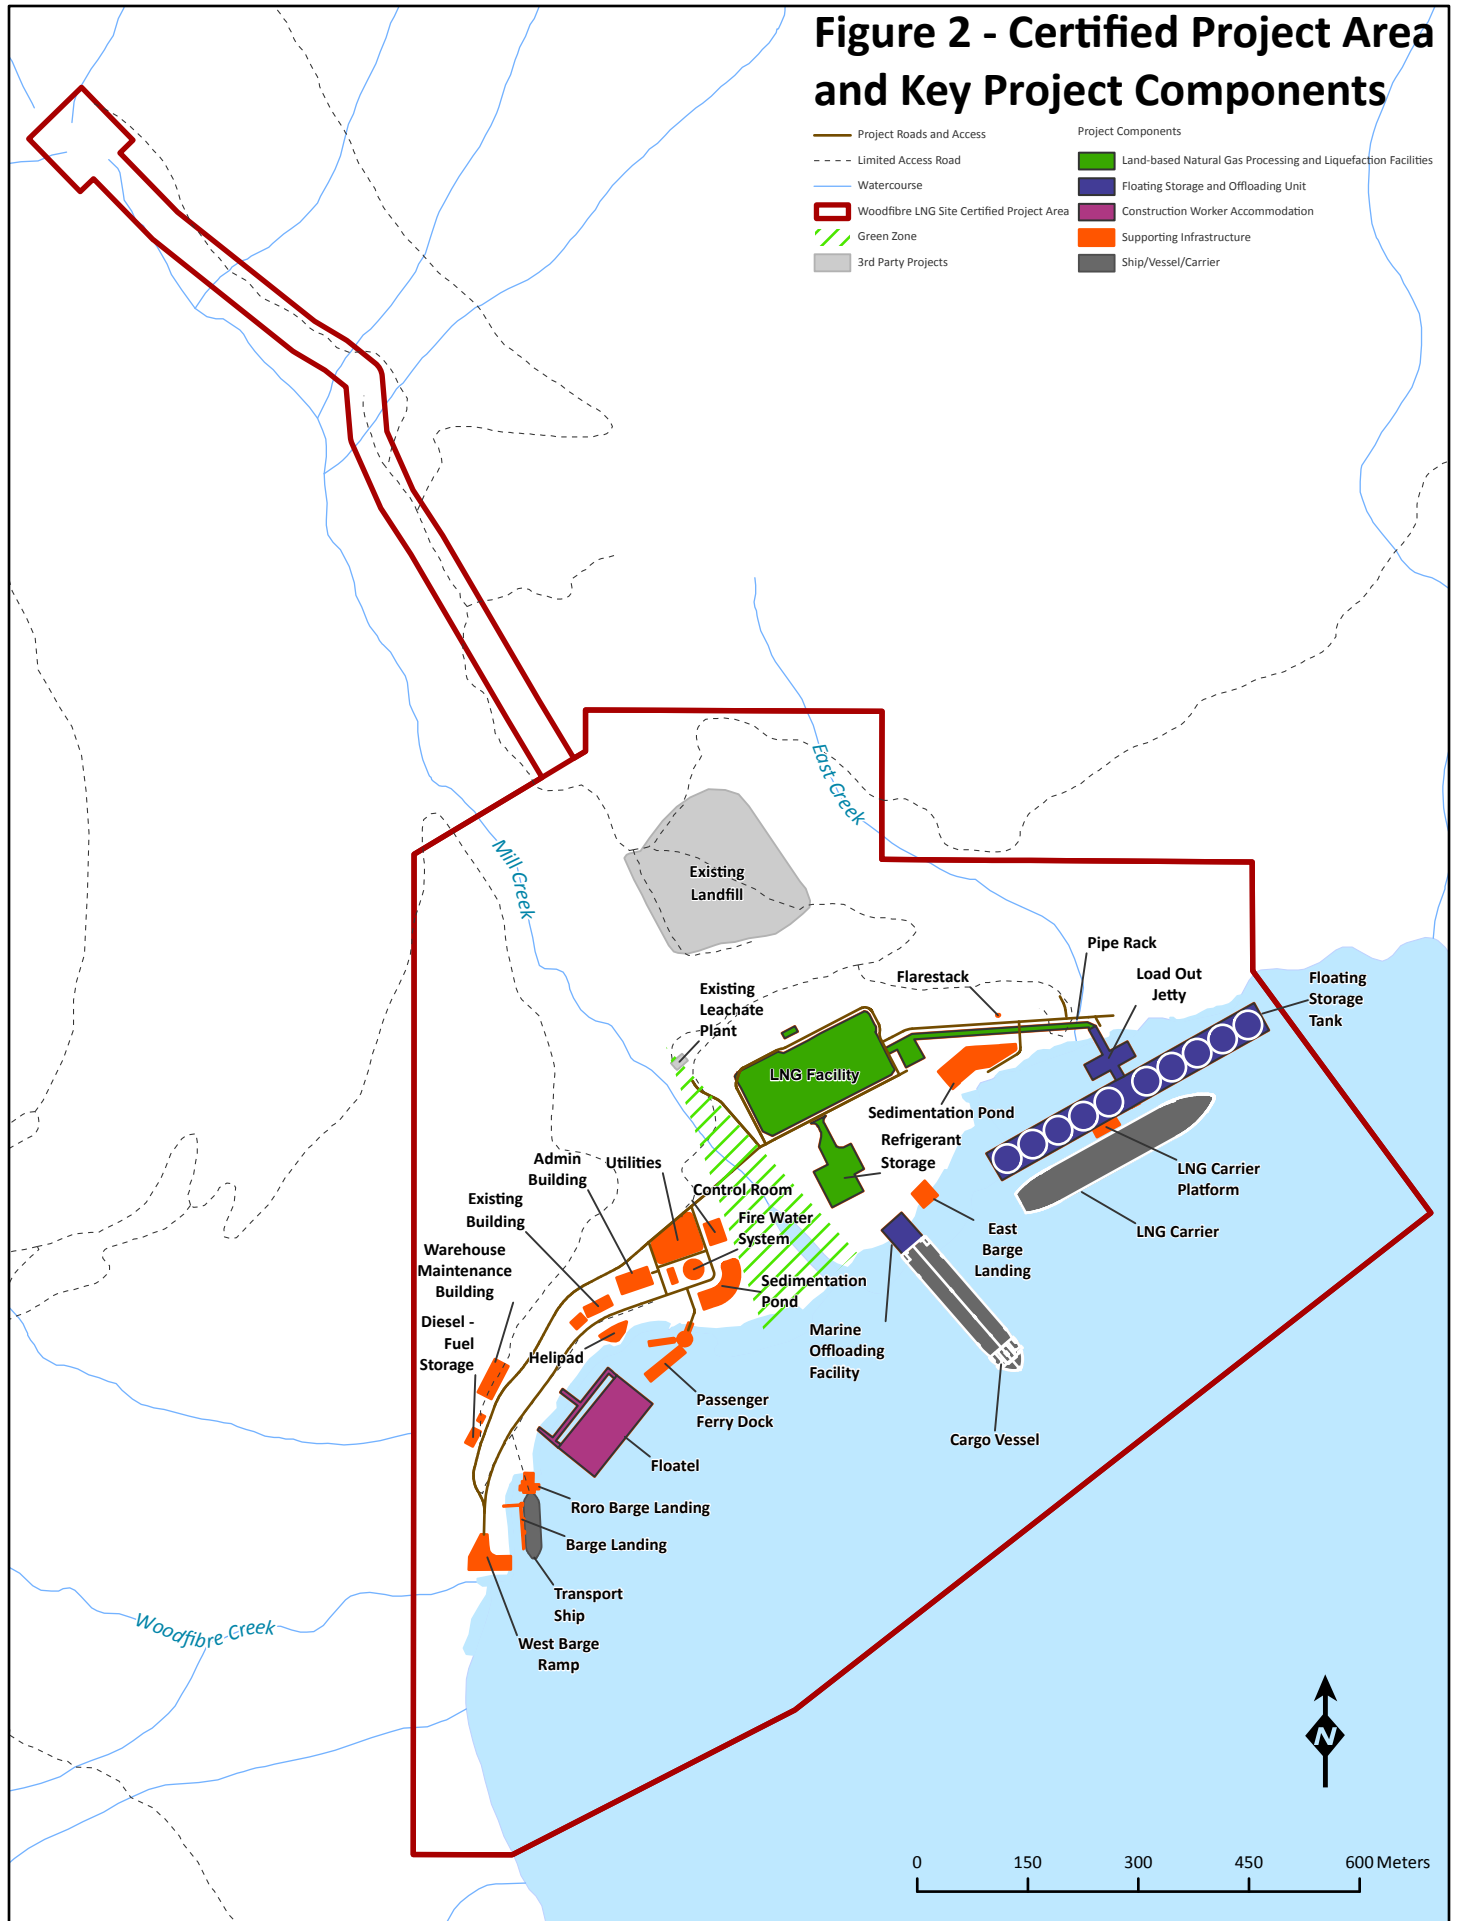 Figure 2 - Certified Project Area
and Key Project Components
Project Roads and Access
Limited Access Road
Watercourse
Woodfibre LNG Site Certified Project Area
Green Zone
3rd Party Projects
Project Components
Land-based Natural Gas Processing and Liquefaction Facilities
Floating Storage and Offloading Unit
Construction Worker Accommodation
Supporting Infrastructure
Ship/Vessel/Carrier
East Creek
Mill Creek
Existing
Landfill
Pipe Rack
Load Out
Jetty
Floating
Storage
Tank
Flarestack
Existing
Leachate
Plant
LNG Facility
Sedimentation Pond
Refrigerant
Storage
LNG Carrier
Platform
LNG Carrier
East
Barge
Landing
Admin
Building
Utilities
Control Room
Existing
Building
Fire Water
System
Warehouse
Maintenance
Building
Sedimentation
Pond
Diesel -
Fuel
Storage
Helipad
Marine
Offloading
Facility
Passenger
Ferry Dock
Cargo Vessel
Floatel
Roro Barge Landing
Barge Landing
Transport
Ship
West Barge
Ramp
Woodfibre Creek
N
0 150 300 450 600 Meters